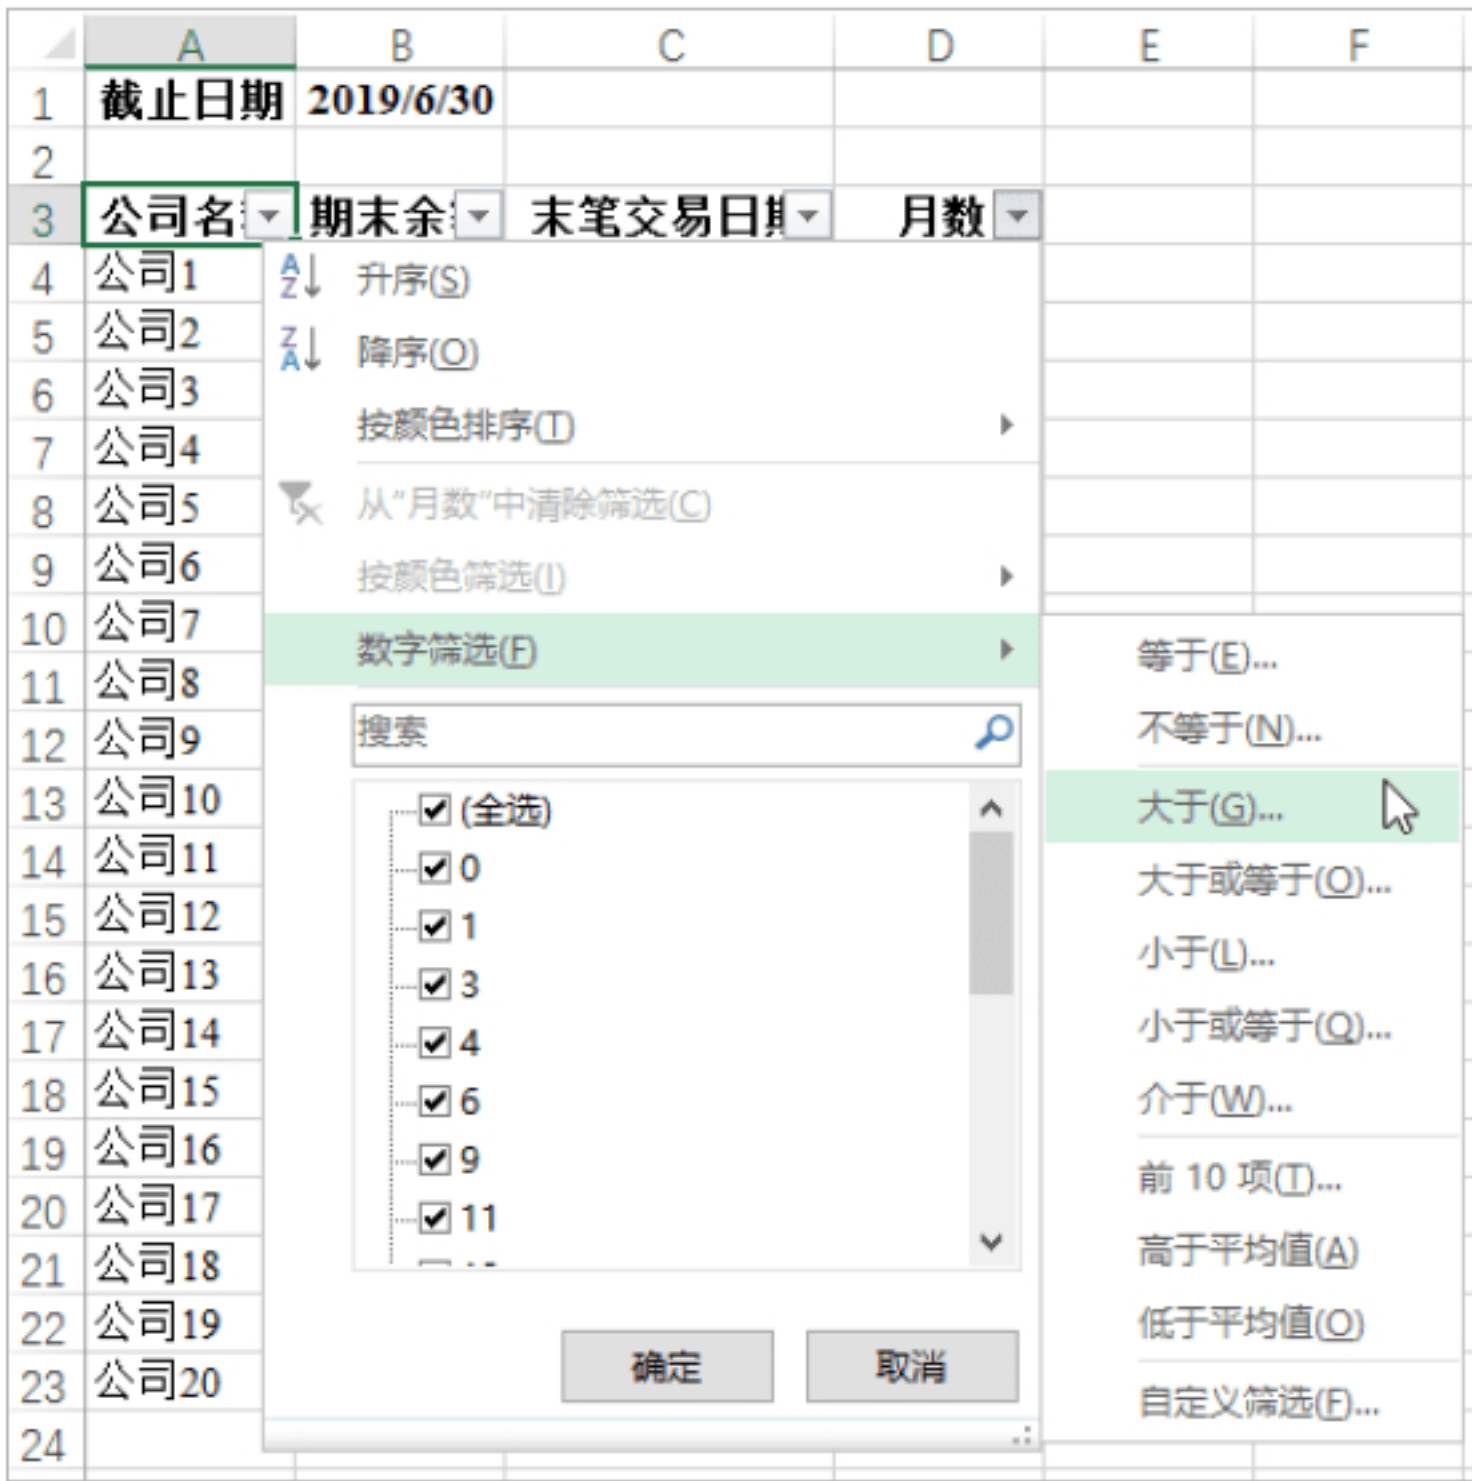 A B C D E F
1 截止日期 2019/6/30
2
3 公司名 期末余 末笔交易日期 月数
4 公司1
5 公司2
6 公司3
7 公司4
8 公司5
9 公司6
10 公司7
11 公司8
12 公司9
13 公司10
14 公司11
15 公司12
16 公司13
17 公司14
18 公司15
19 公司16
20 公司17
21 公司18
22 公司19
23 公司20
24
升序(S)
降序(O)
按颜色排序(T)
从“月数”中清除筛选(C)
按颜色筛选(I)
数字筛选(F)
搜索
(全选)
0
1
3
4
6
9
11
确定 取消
等于(E)...
不等于(N)...
大于(G)...
大于或等于(O)...
小于(L)...
小于或等于(Q)...
介于(W)...
前 10 项(T)...
高于平均值(A)
低于平均值(O)
自定义筛选(F)...